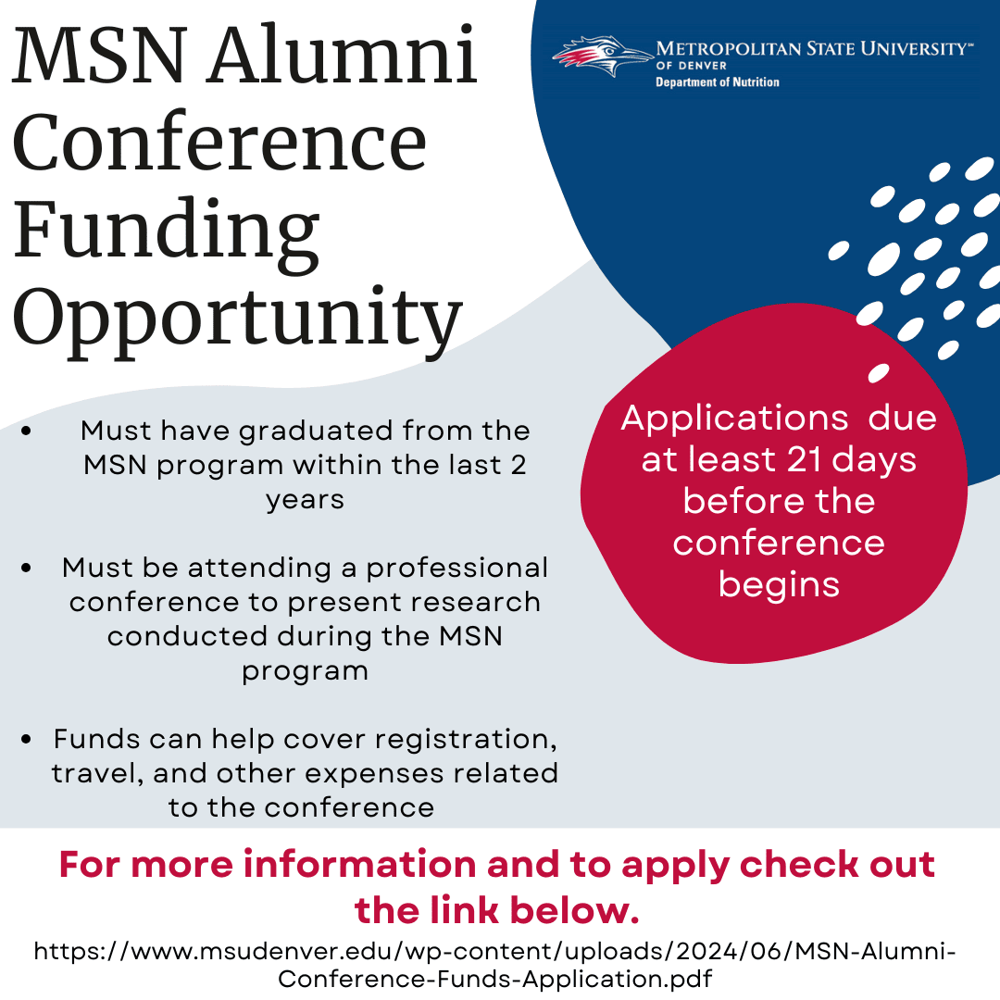 MSN Alumni
Conference
Funding
Opportunity
METROPOLITAN STATE UNIVERSITY℠
OF DENVER
Department of Nutrition
• Must have graduated from the
MSN program within the last 2
years
• Must be attending a professional
conference to present research
conducted during the MSN
program
• Funds can help cover registration,
travel, and other expenses related
to the conference
Applications due
at least 21 days
before the
conference
begins
For more information and to apply check out
the link below.
https://www.msudenver.edu/wp-content/uploads/2024/06/MSN-Alumni-
Conference-Funds-Application.pdf